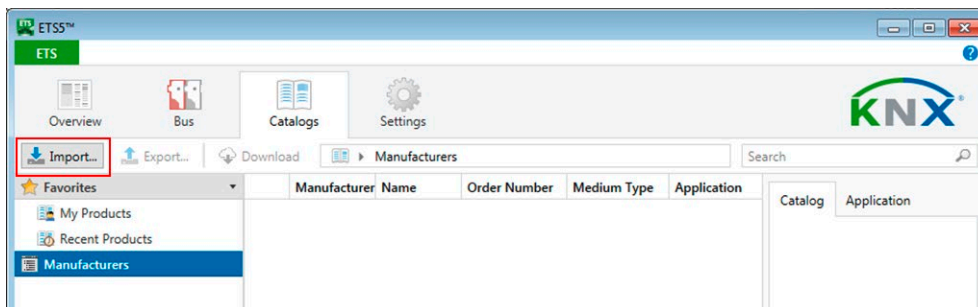 ETS5™
ETS
Overview Bus Catalogs Settings
KNX®
Import... Export... Download Manufacturers Search
Favorites Manufacturer Name Order Number Medium Type Application
Catalog Application
My Products
Recent Products
Manufacturers